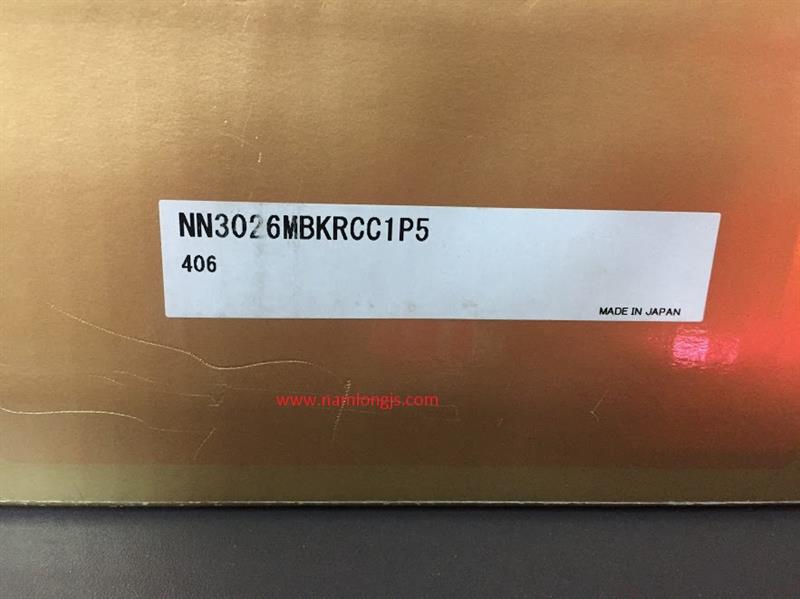 NN3026MBKRCC1P5
406
MADE IN JAPAN
www.namlongjs.com